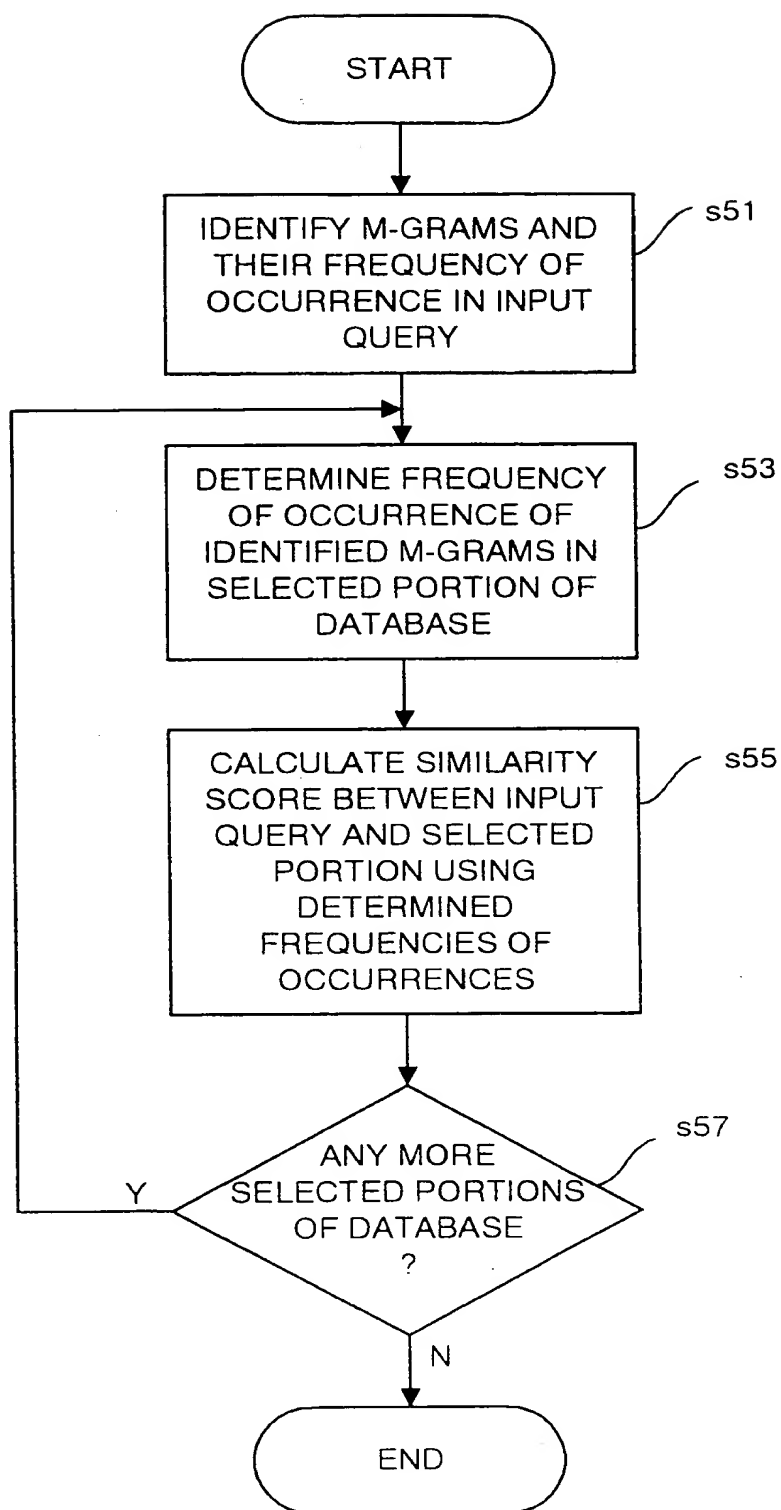 START
s51
IDENTIFY M-GRAMS AND
THEIR FREQUENCY OF
OCCURRENCE IN INPUT
QUERY
s53
DETERMINE FREQUENCY
OF OCCURRENCE OF
IDENTIFIED M-GRAMS IN
SELECTED PORTION OF
DATABASE
s55
CALCULATE SIMILARITY
SCORE BETWEEN INPUT
QUERY AND SELECTED
PORTION USING
DETERMINED
FREQUENCIES OF
OCCURRENCES
s57
ANY MORE
SELECTED PORTIONS
OF DATABASE
?
Y
N
END